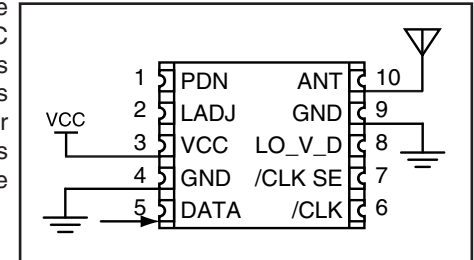 e
C
s
s
r
s
e
VCC
1 PDN ANT 10
2 LADJ GND 9
3 VCC LO_V_D 8
4 GND /CLK SE 7
5 DATA /CLK 6